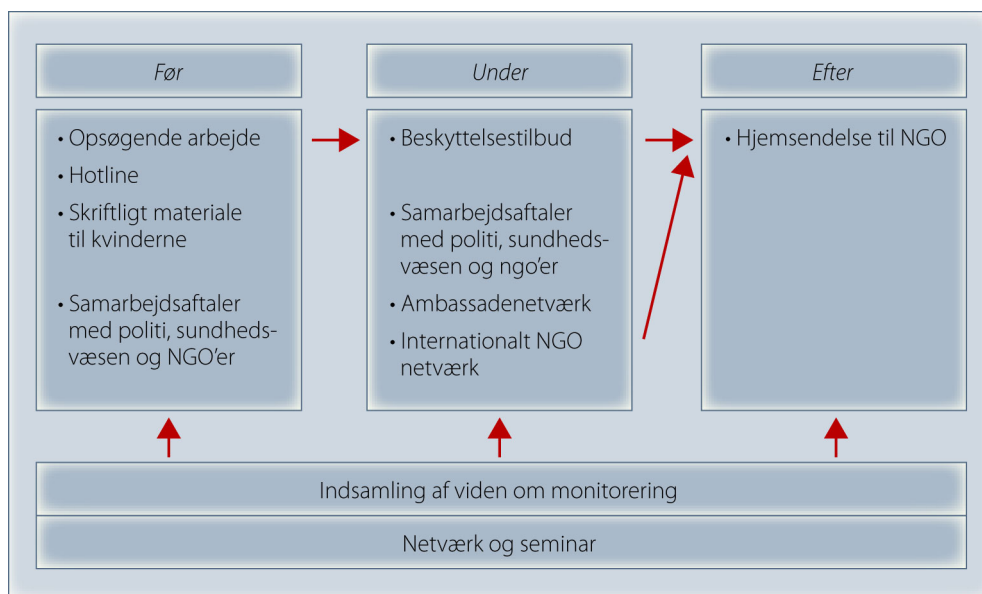 Før
• Opsøgende arbejde
• Hotline
• Skriftligt materiale
til kvinderne
• Samarbejdsaftaler
med politi, sundheds-
væsen og NGO’er
Under
• Beskyttelsestilbud
• Samarbejdsaftaler
med politi, sundheds-
væsen og ngo’er
• Ambassadenetværk
• Internationalt NGO
netværk
Efter
• Hjemsendelse til NGO
Indsamling af viden om monitorering
Netværk og seminar